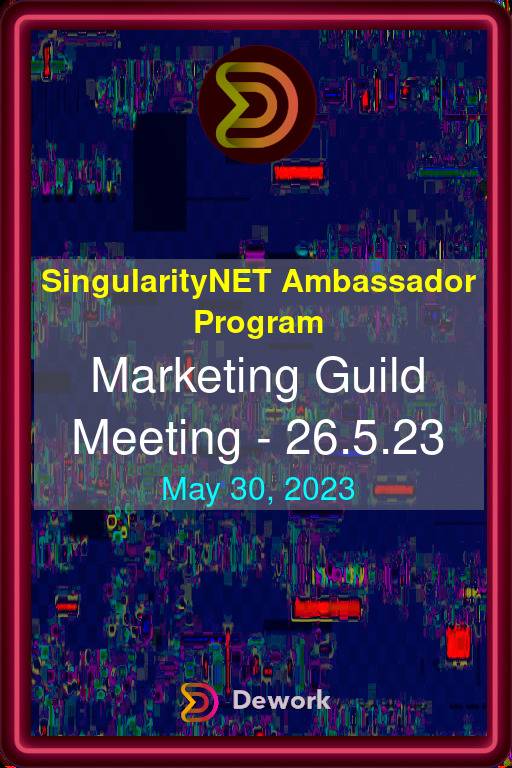 SingularityNET Ambassador
Program
Marketing Guild
Meeting - 26.5.23
May 30, 2023
Dework